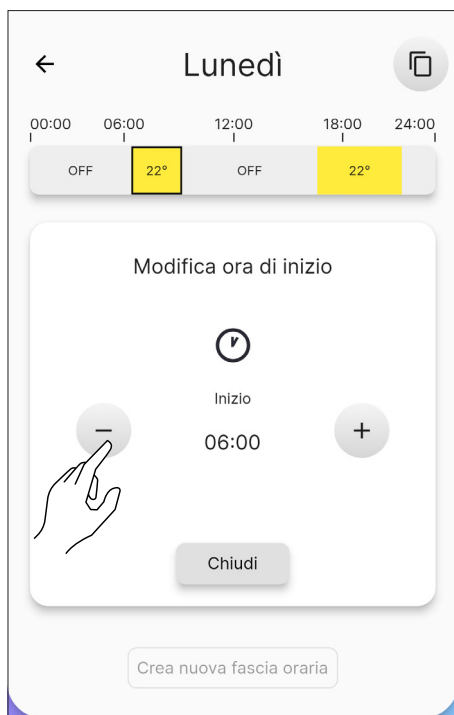 Lunedì
00:00 06:00 12:00 18:00 24:00
OFF 22° OFF 22°
Modifica ora di inizio
Inizio
06:00
Chiudi
Crea nuova fascia oraria